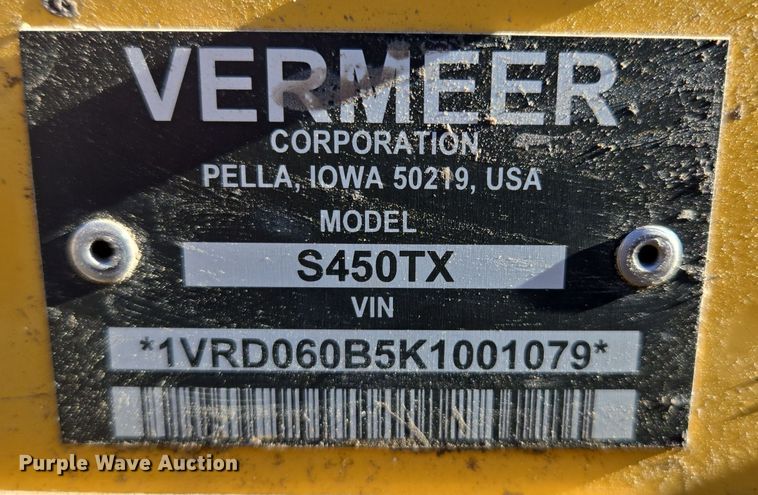 VERMEER
CORPORATION
PELLA, IOWA 50219, USA
MODEL
S450TX
VIN
*1VRD060B5K1001079*
Purple Wave Auction